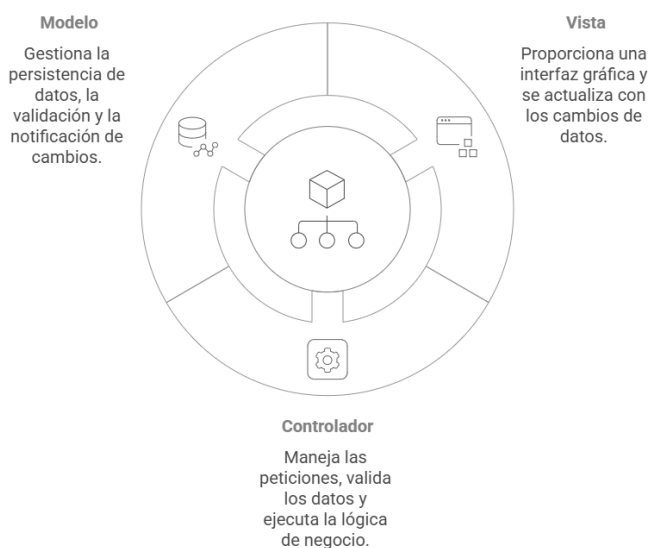 Modelo
Gestiona la
persistencia de
datos, la
validación y la
notificación de
cambios.
Vista
Proporciona una
interfaz gráfica y
se actualiza con
los cambios de
datos.
Controlador
Maneja las
peticiones, valida
los datos y
ejecuta la lógica
de negocio.